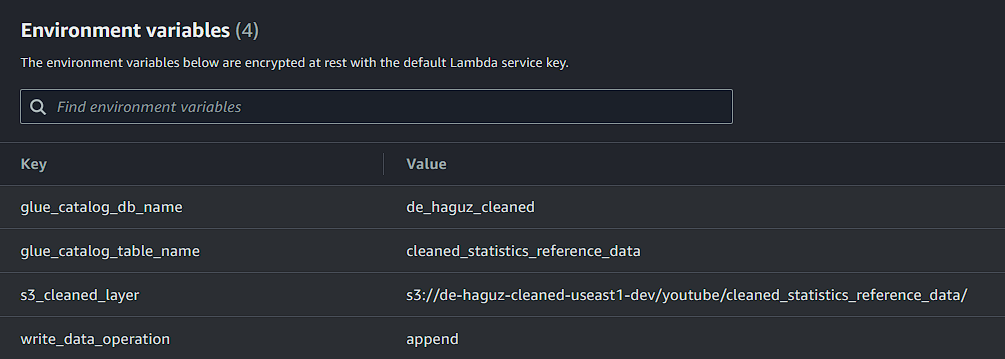 Environment variables (4)
The environment variables below are encrypted at rest with the default Lambda service key.
Find environment variables
Key Value
glue_catalog_db_name de_haguz_cleaned
glue_catalog_table_name cleaned_statistics_reference_data
s3_cleaned_layer s3://de-haguz-cleaned-useast1-dev/youtube/cleaned_statistics_reference_data/
write_data_operation append